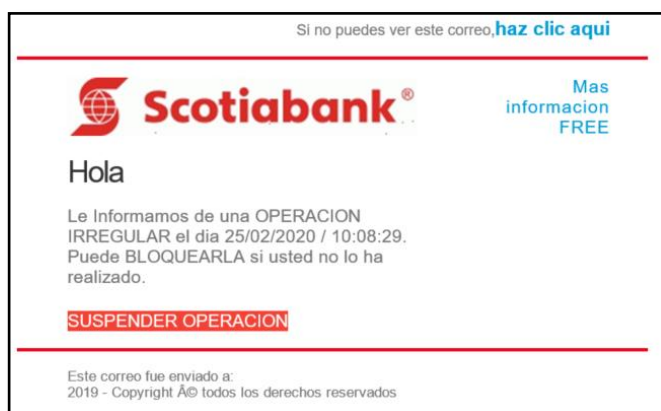 Si no puedes ver este correo,haz clic aqui
Scotiabank®
Mas
informacion
FREE
Hola
Le Informamos de una OPERACION
IRREGULAR el dia 25/02/2020 / 10:08:29.
Puede BLOQUEARLA si usted no lo ha
realizado.
SUSPENDER OPERACION
Este correo fue enviado a:
2019 - Copyright Ã© todos los derechos reservados